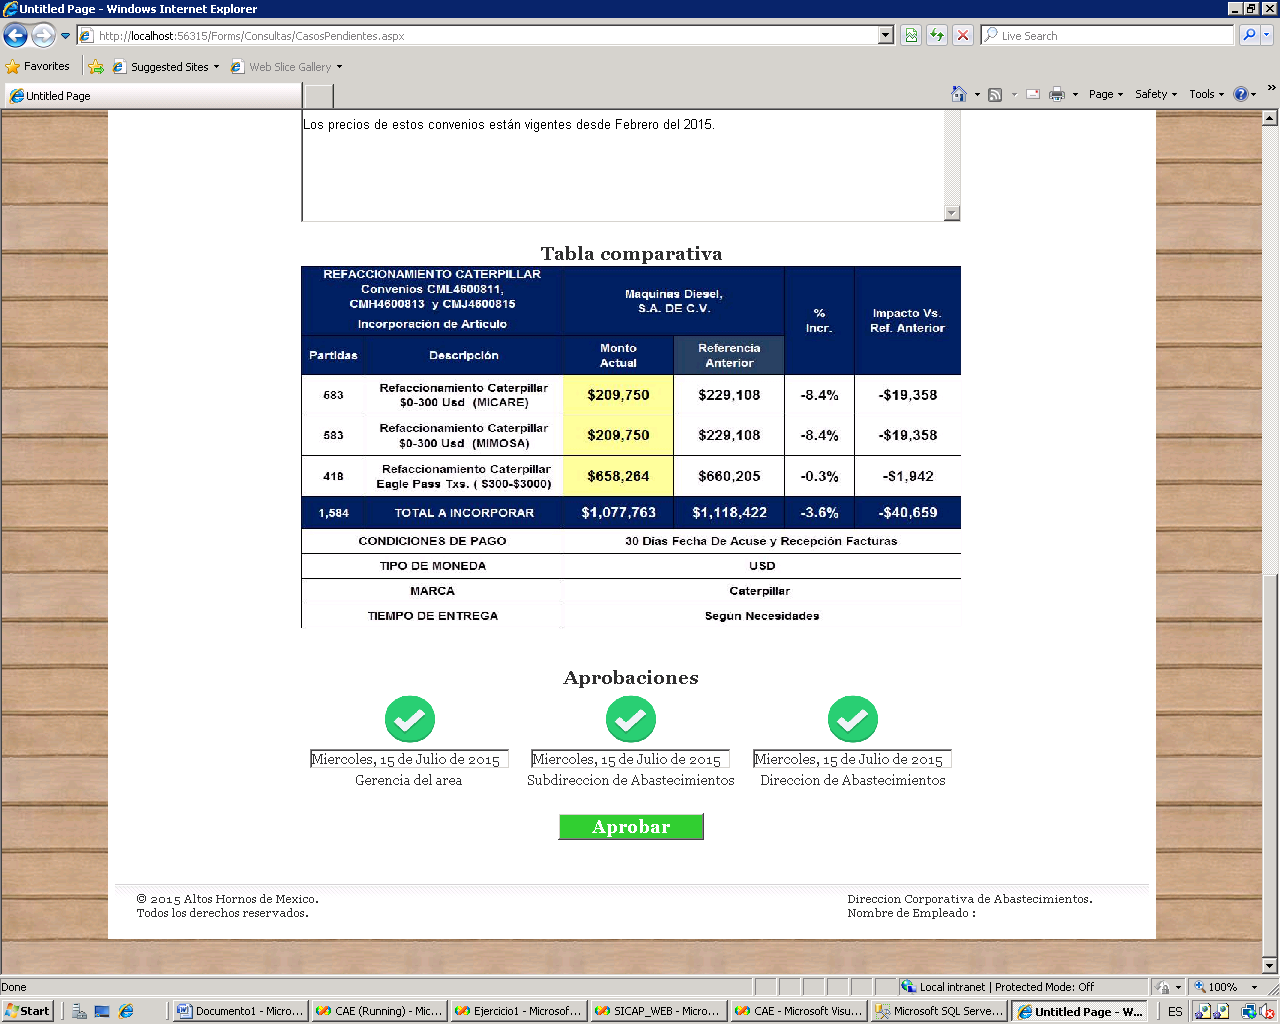 Untitled Page - Windows Internet Explorer
http://localhost:56315/Forms/Consultas/CasosPendientes.aspx
Live Search
Favorites
Suggested Sites
Web Slice Gallery
Untitled Page
Page
Safety
Tools
Los precios de estos convenios están vigentes desde Febrero del 2015.
Tabla comparativa
REFACCIONAMIENTO CATERPILLAR
Convenios CML4600811,
CMH4600813 y CMJ4600815
Incorporación de Artículo
Maquinas Diesel,
S.A. DE C.V.
%
Incr.
Impacto Vs.
Ref. Anterior
Partidas
Descripción
Monto
Actual
Referencia
Anterior
583
Refaccionamiento Caterpillar
$0-300 Usd (MICARE)
$209,750
$229,108
-8.4%
-$19,358
583
Refaccionamiento Caterpillar
$0-300 Usd (MIMOSA)
$209,750
$229,108
-8.4%
-$19,358
418
Refaccionamiento Caterpillar
Eagle Pass Txs. ( $300-$3000)
$658,264
$660,205
-0.3%
-$1,942
1,584
TOTAL A INCORPORAR
$1,077,763
$1,118,422
-3.6%
-$40,659
CONDICIONES DE PAGO
30 Días Fecha De Acuse y Recepción Facturas
TIPO DE MONEDA
USD
MARCA
Caterpillar
TIEMPO DE ENTREGA
Según Necesidades
Aprobaciones
Miercoles, 15 de Julio de 2015
Miercoles, 15 de Julio de 2015
Miercoles, 15 de Julio de 2015
Gerencia del area
Subdireccion de Abastecimientos
Direccion de Abastecimientos
Aprobar
© 2015 Altos Hornos de Mexico.
Todos los derechos reservados.
Direccion Corporativa de Abastecimientos.
Nombre de Empleado :
Done
Local intranet | Protected Mode: Off
100%
Start
Documento1 - Micro...
CAE (Running) - Mic...
Ejercicio1 - Microsof...
SICAP_WEB - Micro...
CAE - Microsoft Visu...
Microsoft SQL Serve...
Untitled Page - W...
ES